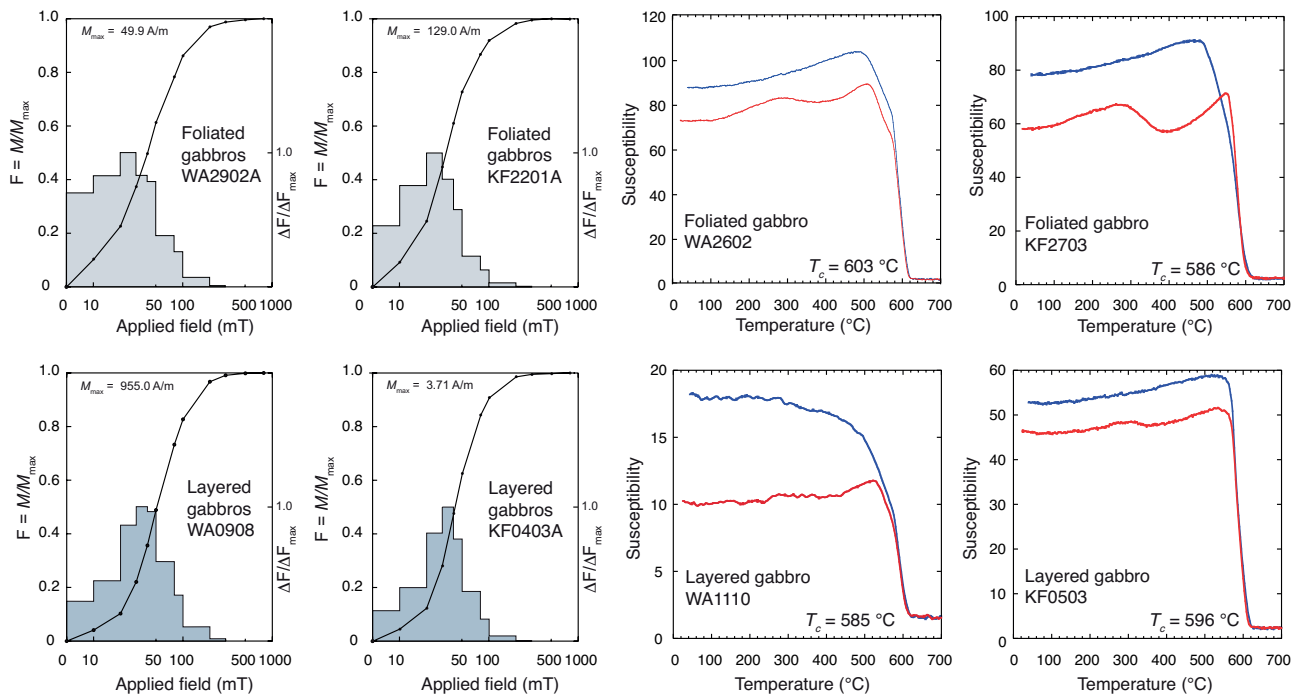 M_max = 49.9 A/m
1.0
0.8
0.6
0.4
0.2
0
F = M/M_max
Foliated
gabbros
WA2902A
1.0
ΔF/ΔF_max
0 10 50 100 1000
Applied field (mT)
M_max = 129.0 A/m
1.0
0.8
0.6
0.4
0.2
0
F = M/M_max
Foliated
gabbros
KF2201A
1.0
ΔF/ΔF_max
0 10 50 100 1000
Applied field (mT)
120
100
80
60
40
20
0
Susceptibility
Foliated gabbro
WA2602
T_c = 603 °C
0 100 200 300 400 500 600 700
Temperature (°C)
100
80
60
40
20
0
Susceptibility
Foliated gabbro
KF2703
T_c = 586 °C
0 100 200 300 400 500 600 700
Temperature (°C)
M_max = 955.0 A/m
1.0
0.8
0.6
0.4
0.2
0
F = M/M_max
Layered
gabbros
WA0908
1.0
ΔF/ΔF_max
0 10 50 100 1000
Applied field (mT)
M_max = 3.71 A/m
1.0
0.8
0.6
0.4
0.2
0
F = M/M_max
Layered
gabbros
KF0403A
1.0
ΔF/ΔF_max
0 10 50 100 1000
Applied field (mT)
20
15
10
5
0
Susceptibility
Layered gabbro
WA1110
T_c = 585 °C
0 100 200 300 400 500 600 700
Temperature (°C)
60
50
40
30
20
10
0
Susceptibility
Layered gabbro
KF0503
T_c = 596 °C
0 100 200 300 400 500 600 700
Temperature (°C)